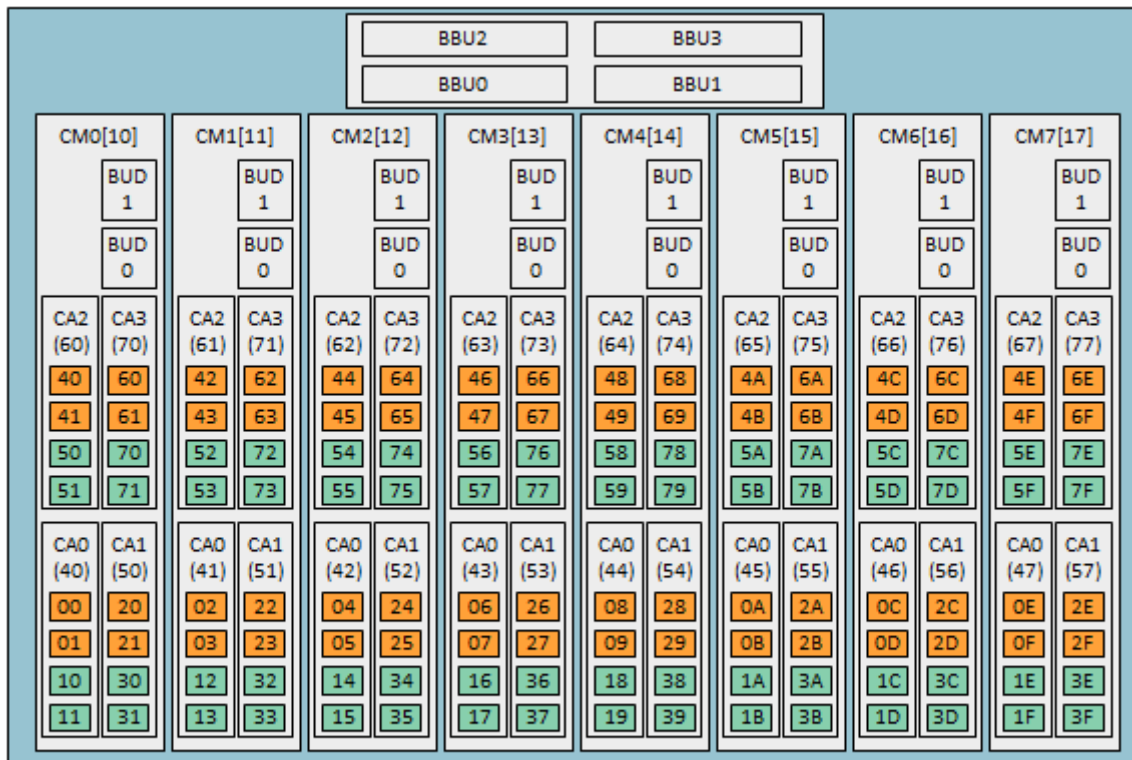 BBU2 BBU3
BBU0 BBU1
CM0[10] CM1[11] CM2[12] CM3[13] CM4[14] CM5[15] CM6[16] CM7[17]
BUD BUD BUD BUD BUD BUD BUD BUD
1 1 1 1 1 1 1 1
BUD BUD BUD BUD BUD BUD BUD BUD
0 0 0 0 0 0 0 0
CA2 CA3 CA2 CA3 CA2 CA3 CA2 CA3 CA2 CA3 CA2 CA3 CA2 CA3 CA2 CA3
(60) (70) (61) (71) (62) (72) (63) (73) (64) (74) (65) (75) (66) (76) (67) (77)
40 60 42 62 44 64 46 66 48 68 4A 6A 4C 6C 4E 6E
41 61 43 63 45 65 47 67 49 69 4B 6B 4D 6D 4F 6F
50 70 52 72 54 74 56 76 58 78 5A 7A 5C 7C 5E 7E
51 71 53 73 55 75 57 77 59 79 5B 7B 5D 7D 5F 7F
CA0 CA1 CA0 CA1 CA0 CA1 CA0 CA1 CA0 CA1 CA0 CA1 CA0 CA1 CA0 CA1
(40) (50) (41) (51) (42) (52) (43) (53) (44) (54) (45) (55) (46) (56) (47) (57)
00 20 02 22 04 24 06 26 08 28 0A 2A 0C 2C 0E 2E
01 21 03 23 05 25 07 27 09 29 0B 2B 0D 2D 0F 2F
10 30 12 32 14 34 16 36 18 38 1A 3A 1C 3C 1E 3E
11 31 13 33 15 35 17 37 19 39 1B 3B 1D 3D 1F 3F